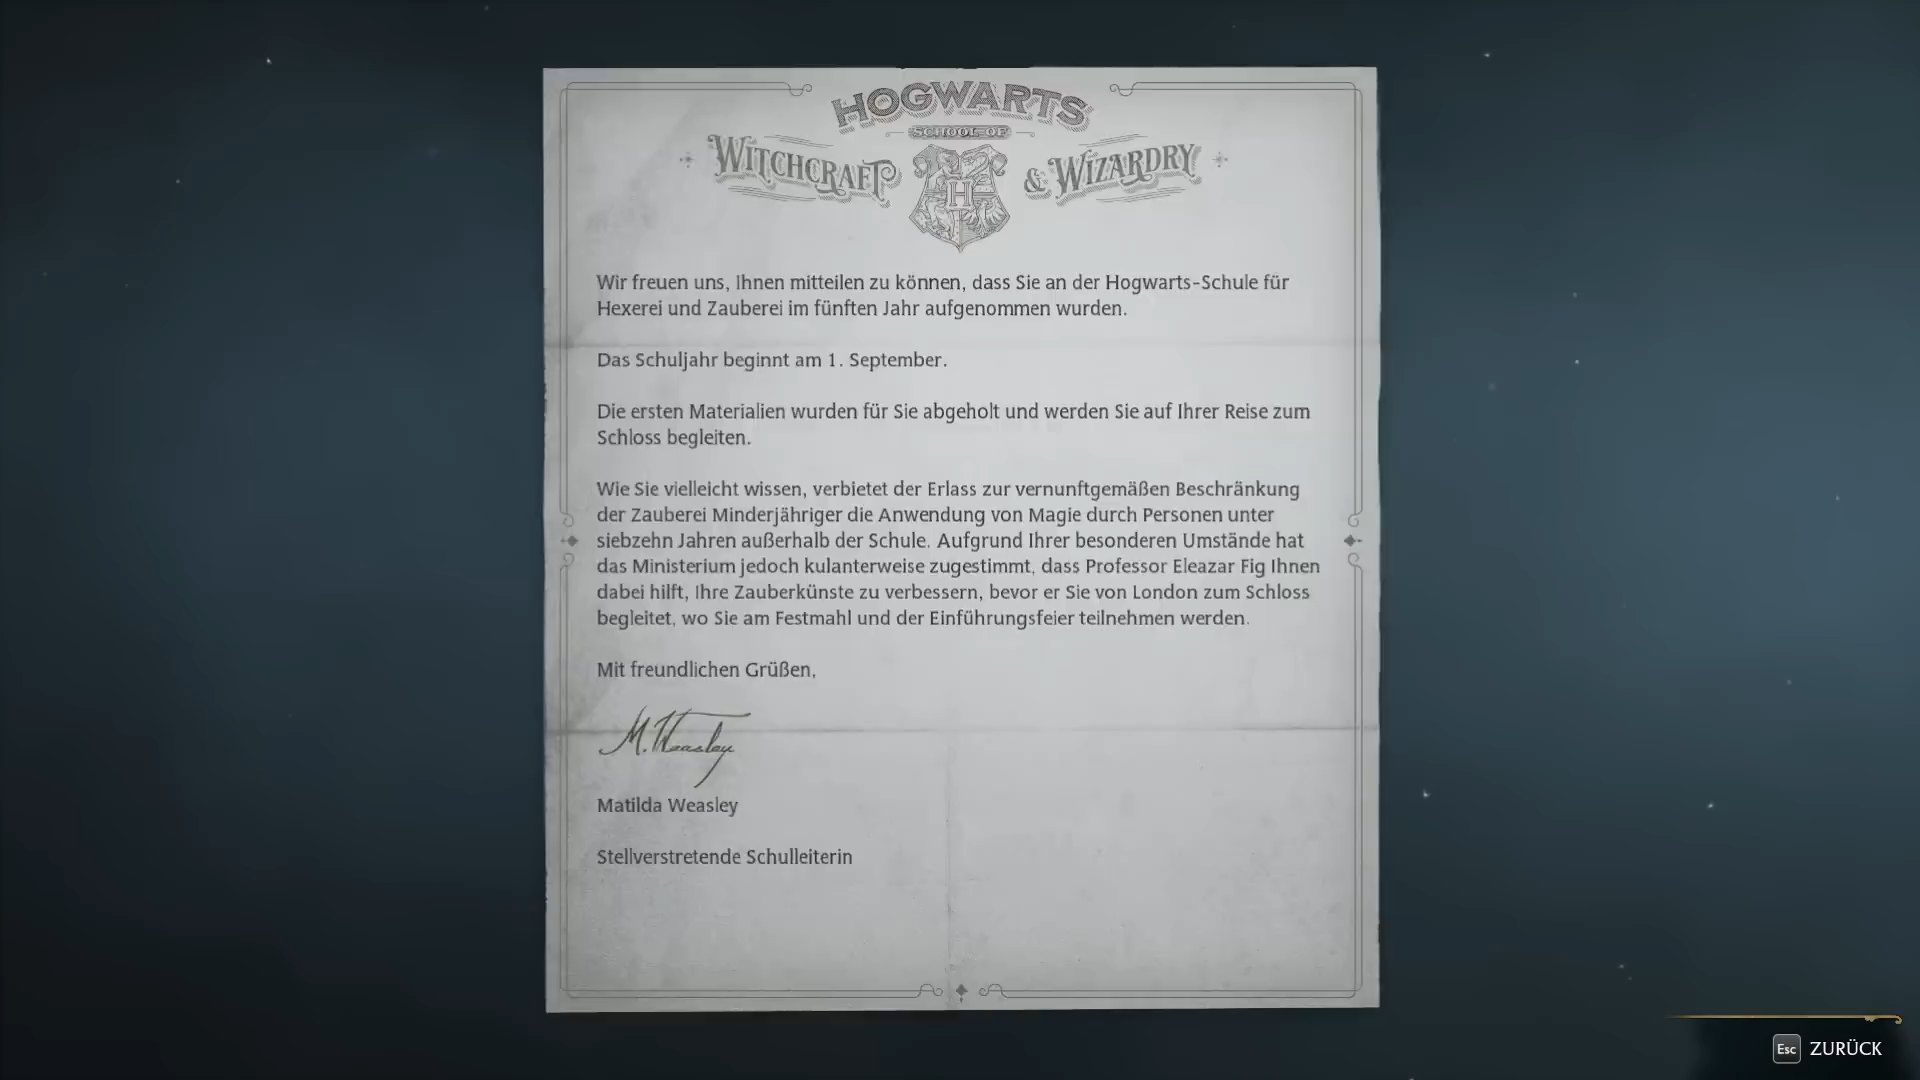 HOGWARTS
SCHOOL OF
WITCHCRAFT & WIZARDRY
H
Wir freuen uns, Ihnen mitteilen zu können, dass Sie an der Hogwarts-Schule für
Hexerei und Zauberei im fünften Jahr aufgenommen wurden.
Das Schuljahr beginnt am 1. September.
Die ersten Materialien wurden für Sie abgeholt und werden Sie auf Ihrer Reise zum
Schloss begleiten.
Wie Sie vielleicht wissen, verbietet der Erlass zur vernunftgemäßen Beschränkung
der Zauberei Minderjähriger die Anwendung von Magie durch Personen unter
siebzehn Jahren außerhalb der Schule. Aufgrund Ihrer besonderen Umstände hat
das Ministerium jedoch kulanterweise zugestimmt, dass Professor Eleazar Fig Ihnen
dabei hilft, Ihre Zauberkünste zu verbessern, bevor er Sie von London zum Schloss
begleitet, wo Sie am Festmahl und der Einführungsfeier teilnehmen werden.
Mit freundlichen Grüßen,
M. Weasley
Matilda Weasley
Stellverstretende Schulleiterin
Esc ZURÜCK